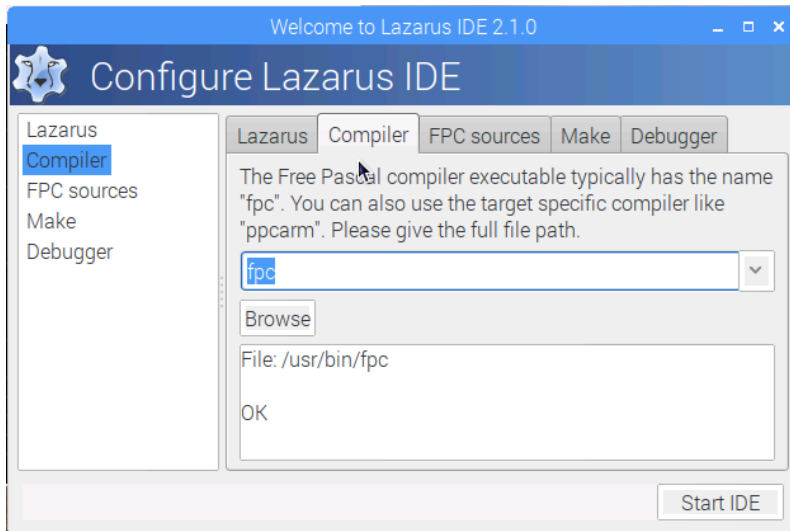 Welcome to Lazarus IDE 2.1.0
Configure Lazarus IDE
Lazarus
Compiler
FPC sources
Make
Debugger
Lazarus Compiler FPC sources Make Debugger
The Free Pascal compiler executable typically has the name
"fpc". You can also use the target specific compiler like
"ppcarm". Please give the full file path.
fpc
Browse
File: /usr/bin/fpc
OK
Start IDE